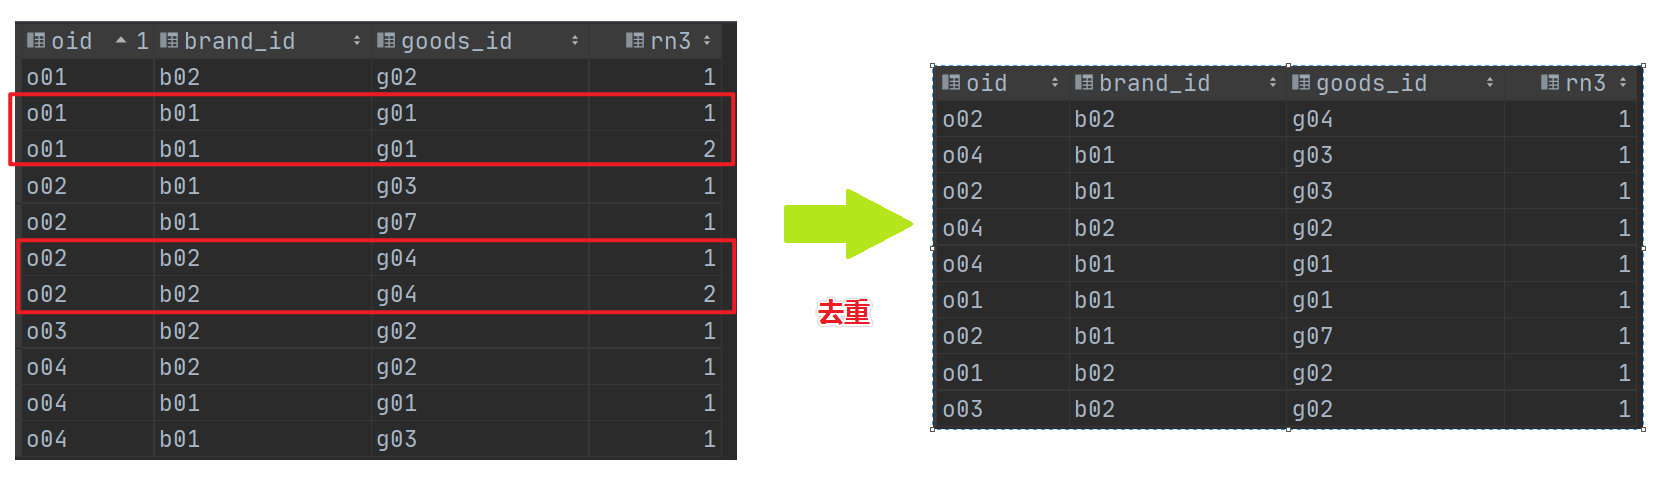 oid 1 brand_id goods_id rn3
o01 b02 g02 1
o01 b01 g01 1
o01 b01 g01 2
o02 b01 g03 1
o02 b01 g07 1
o02 b02 g04 1
o02 b02 g04 2
o03 b02 g02 1
o04 b02 g02 1
o04 b01 g01 1
o04 b01 g03 1
去重
oid brand_id goods_id rn3
o02 b02 g04 1
o04 b01 g03 1
o02 b01 g03 1
o04 b02 g02 1
o04 b01 g01 1
o01 b01 g01 1
o02 b01 g07 1
o01 b02 g02 1
o03 b02 g02 1